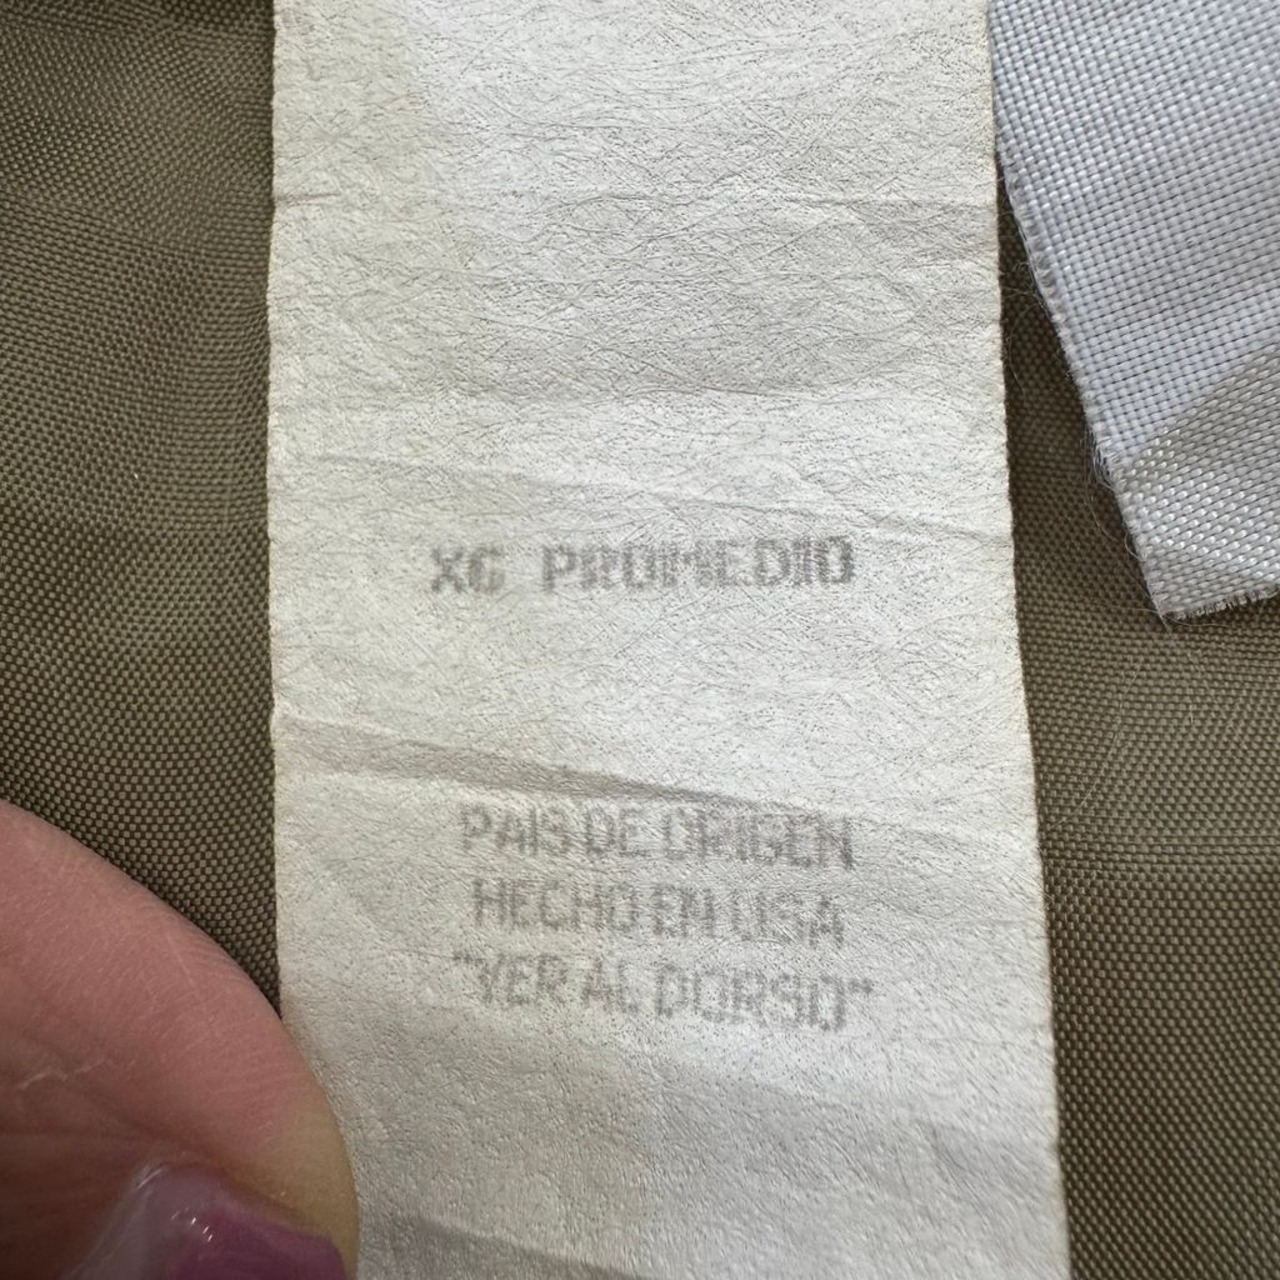 XG PROMEDIO
PAIS DE ORIGEN
HECHO EN USA
"VER AL DORSO"